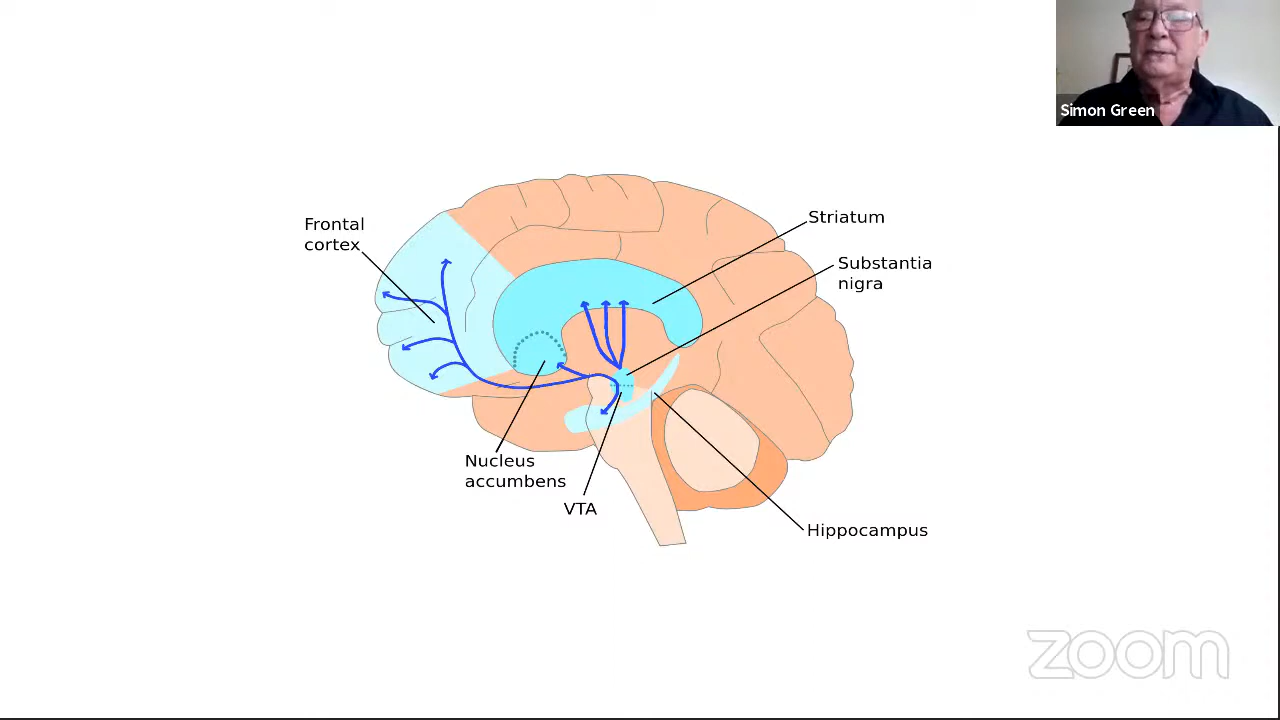 Simon Green
Frontal
cortex
Striatum
Substantia
nigra
Nucleus
accumbens
VTA
Hippocampus
zoom